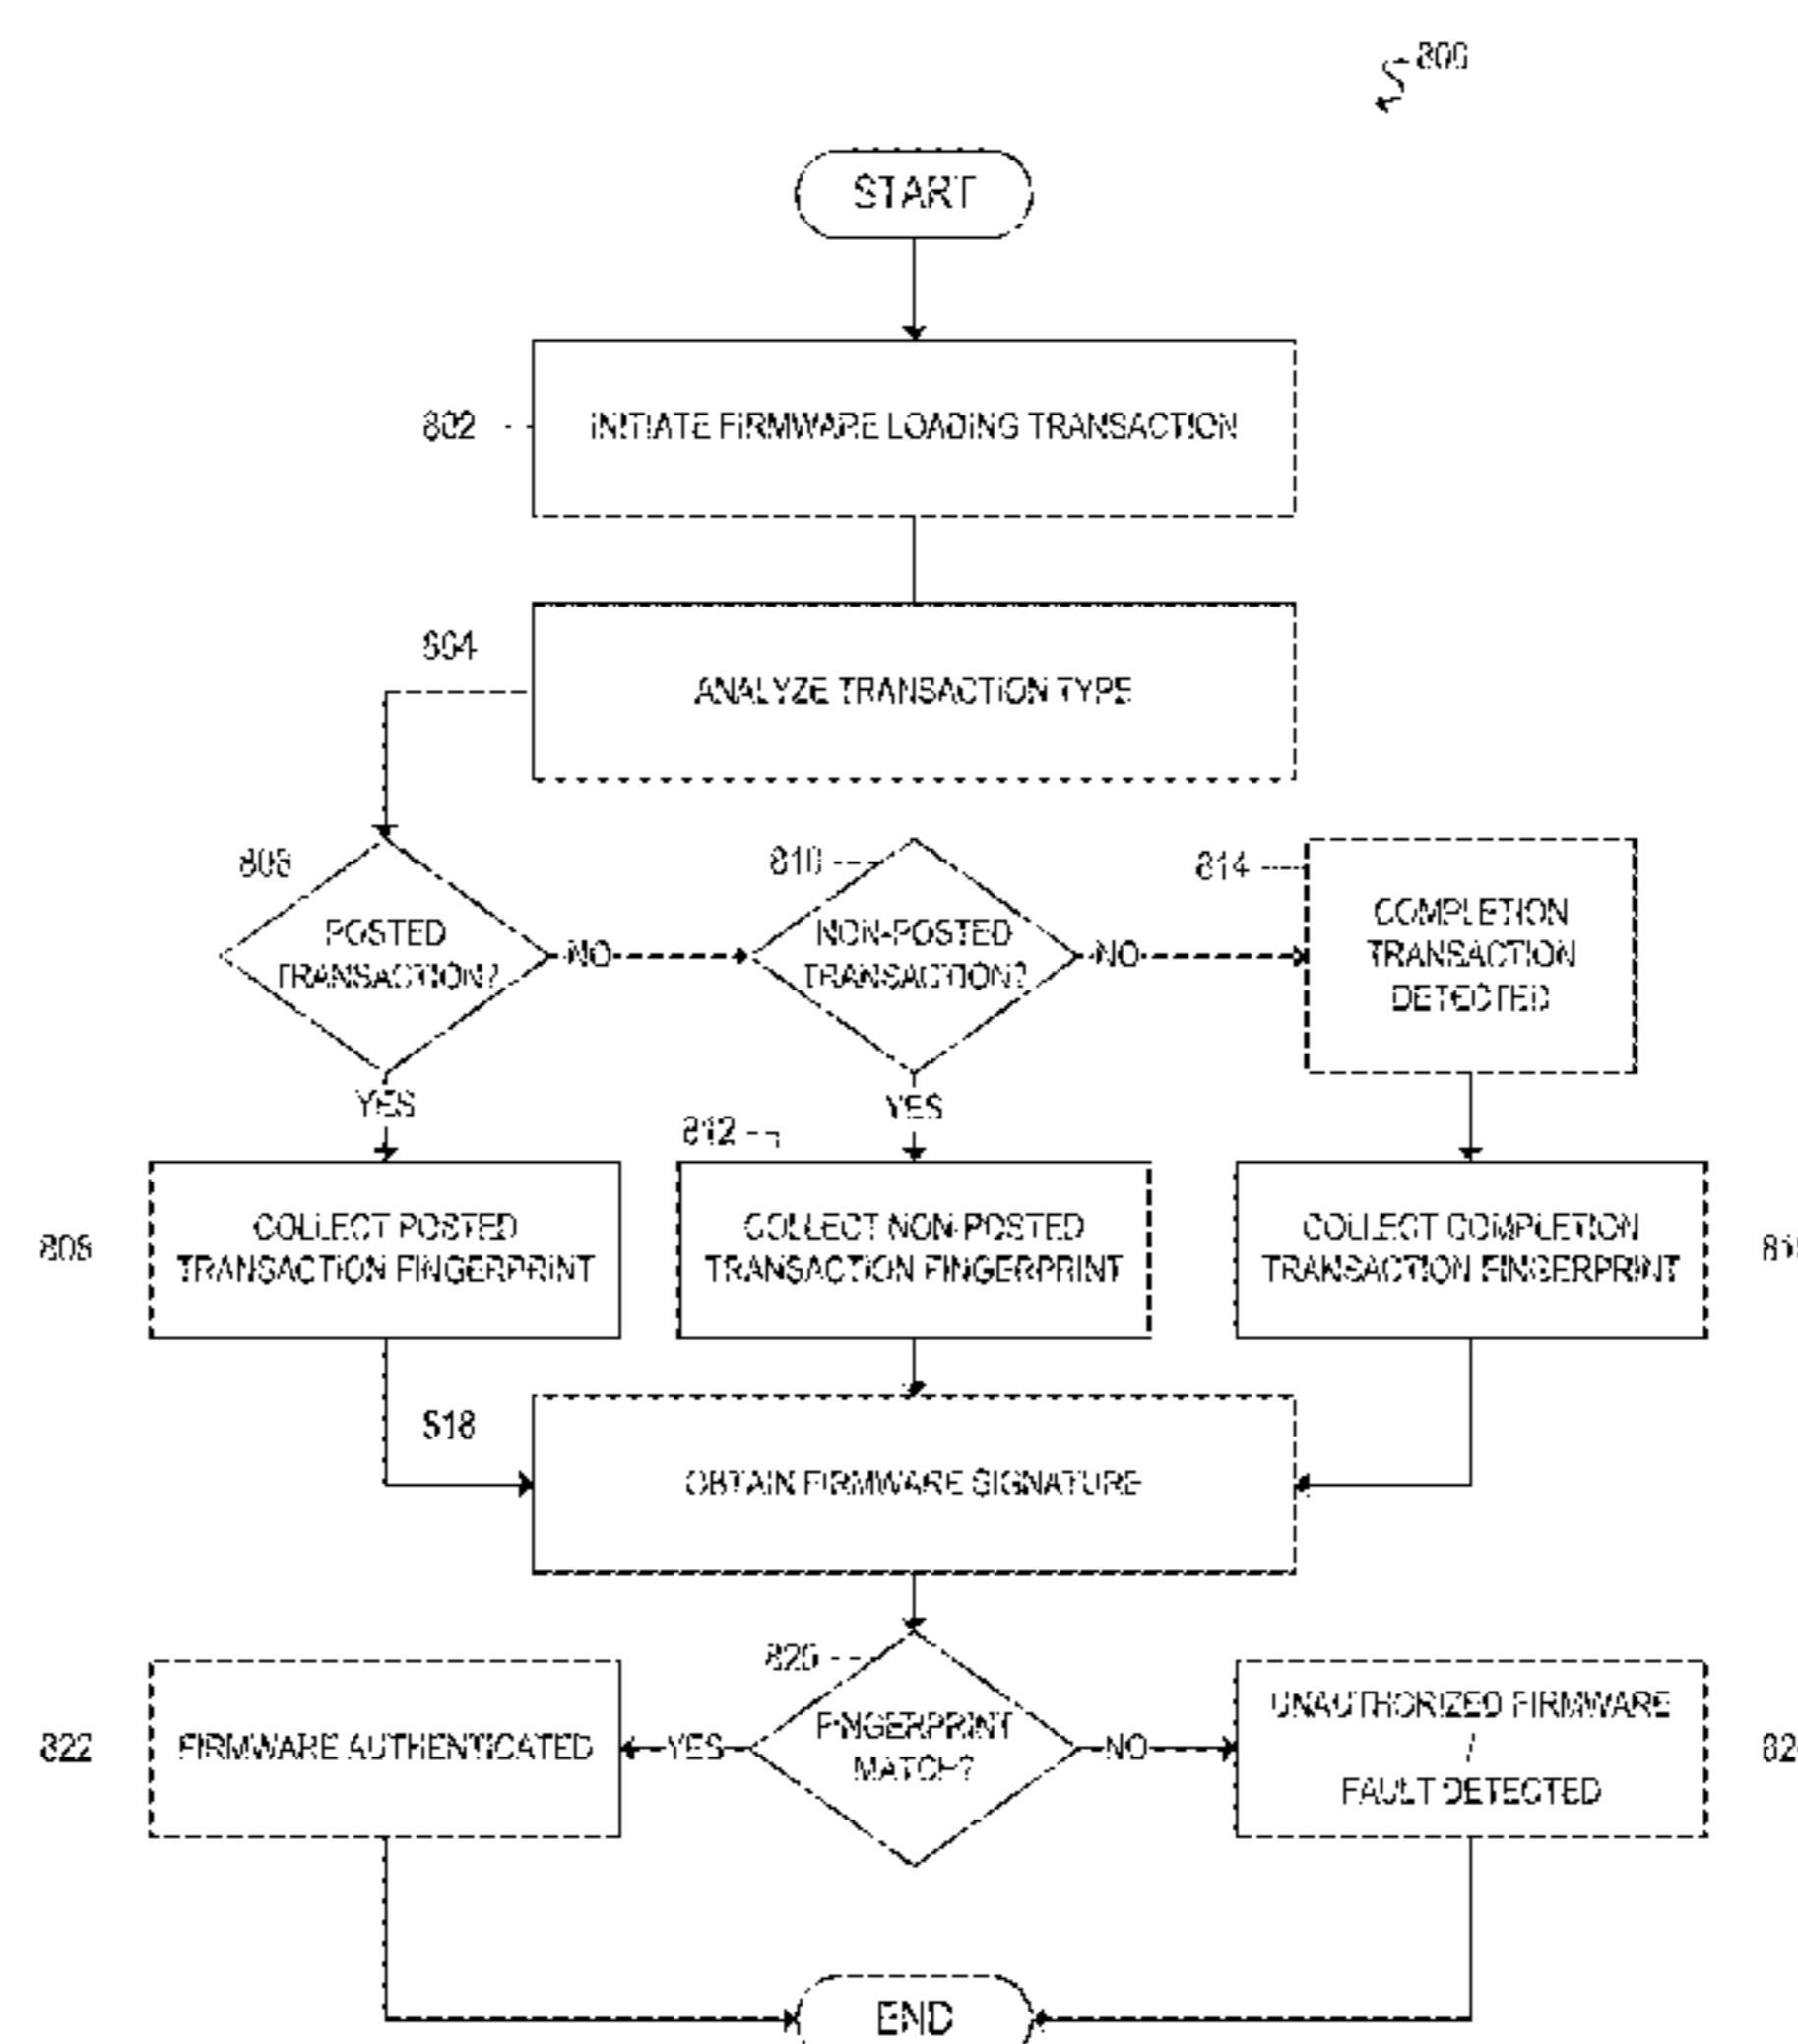 800
START
802
INITIATE FIRMWARE LOADING TRANSACTION
804
ANALYZE TRANSACTION TYPE
806
POSTED
TRANSACTION?
NO
810
NON-POSTED
TRANSACTION?
NO
814
COMPLETION
TRANSACTION
DETECTED
YES
YES
808
COLLECT POSTED
TRANSACTION FINGERPRINT
812
COLLECT NON-POSTED
TRANSACTION FINGERPRINT
COLLECT COMPLETION
TRANSACTION FINGERPRINT
818
OBTAIN FIRMWARE SIGNATURE
820
FINGERPRINT
MATCH?
YES
NO
822
FIRMWARE AUTHENTICATED
UNAUTHORIZED FIRMWARE
/
FAULT DETECTED
END